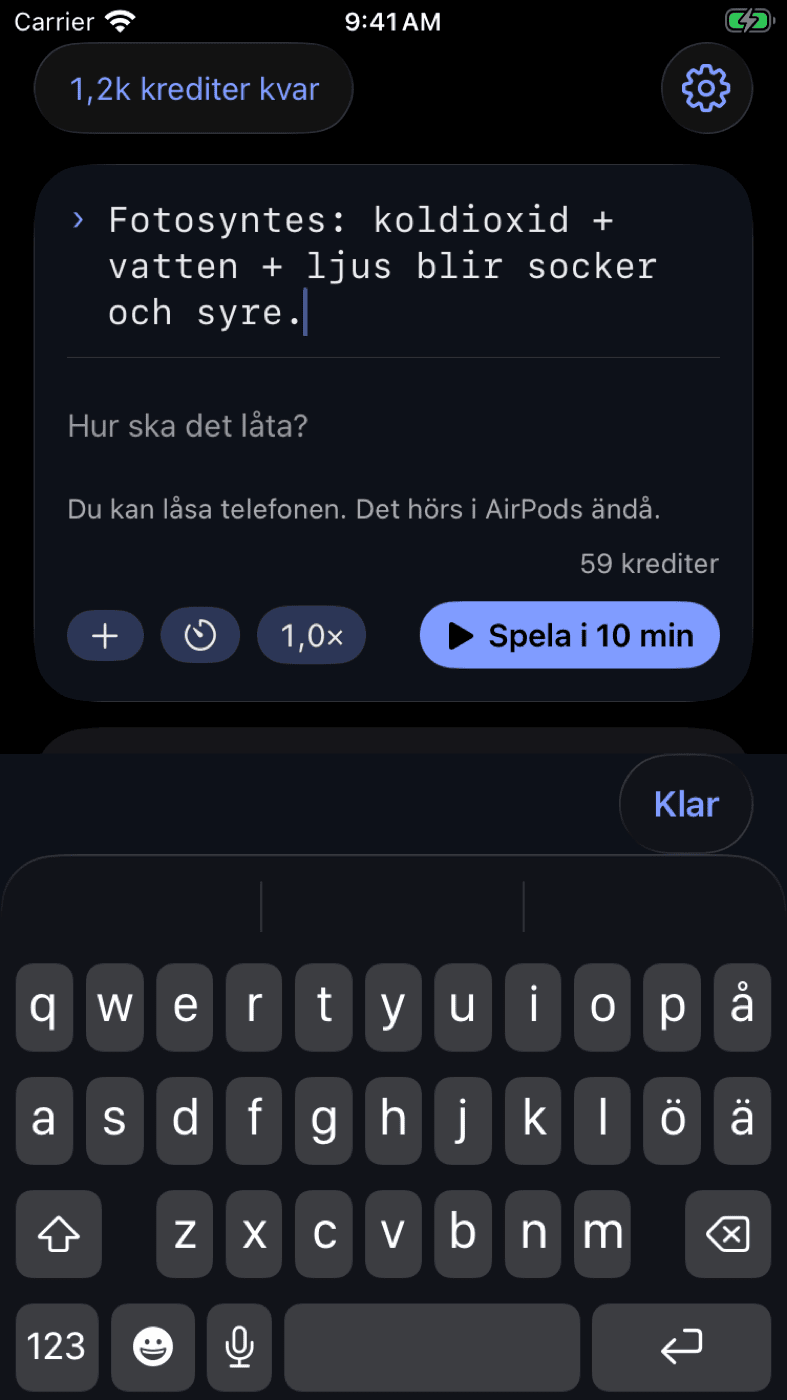 Carrier 9:41 AM
1,2k krediter kvar
› Fotosyntes: koldioxid +
vatten + ljus blir socker
och syre.
Hur ska det låta?
Du kan låsa telefonen. Det hörs i AirPods ändå.
59 krediter
1,0× Spela i 10 min
Klar
q w e r t y u i o p å
a s d f g h j k l ö ä
z x c v b n m
123